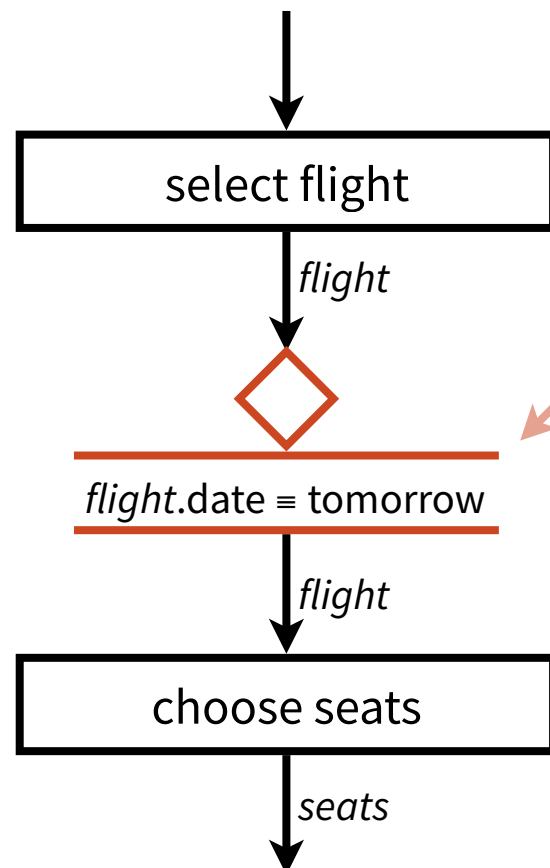 select flight
flight
flight.date ≡ tomorrow
flight
choose seats
seats